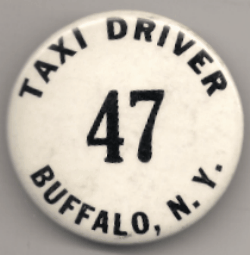 TAXI DRIVER
47
BUFFALO, N.Y.